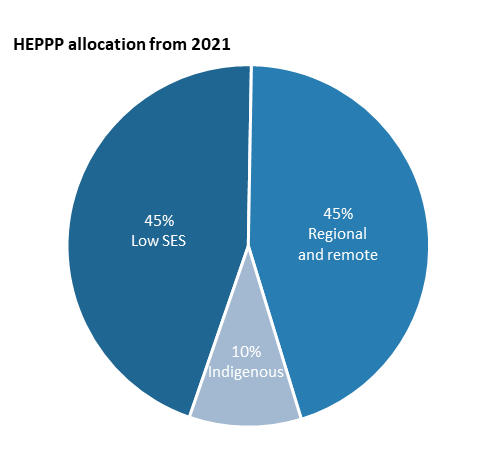 HEPPP allocation from 2021
45%
Low SES
45%
Regional
and remote
10%
Indigenous